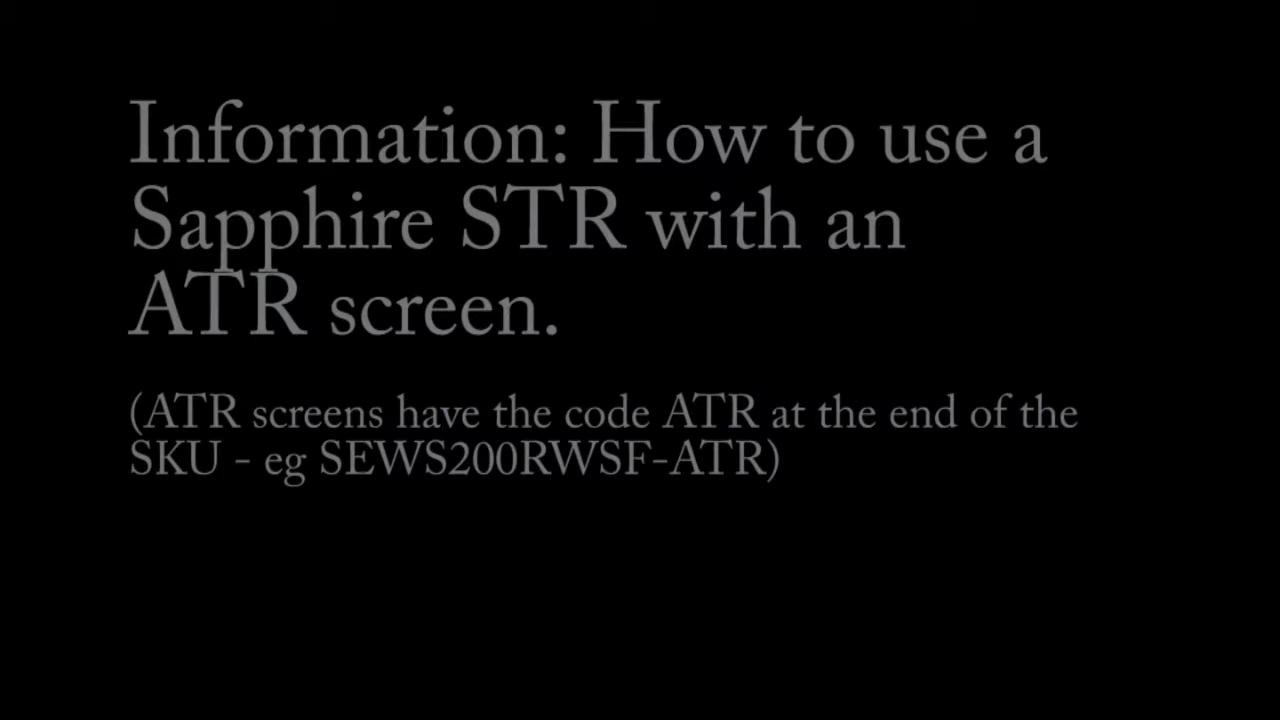 Information: How to use a
Sapphire STR with an
ATR screen.
(ATR screens have the code ATR at the end of the
SKU - eg SEWS200RWSF-ATR)